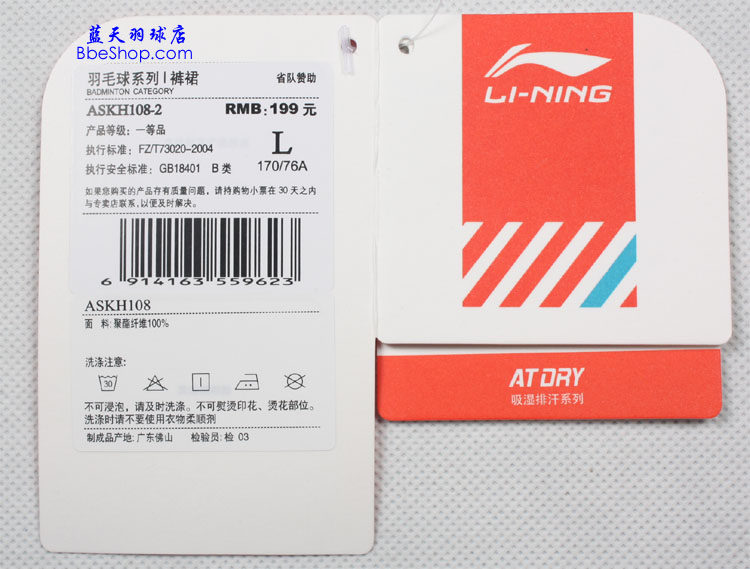 蓝天羽球店
BbeShop.com
羽毛球系列 | 裤裙 省队赞助
BADMINTON CATEGORY
ASKH108-2 RMB: 199 元
产品等级: 一等品
执行标准: FZ/T73020-2004
L
执行安全标准: GB18401 B 类
170/76A
如果您购买的产品存有质量问题, 请持购物小票在 30 天之内
与专卖店联系, 以便及时解决。
6 914163 559623
ASKH108
面 料: 聚酯纤维100%
洗涤注意:
30
不可浸泡, 请及时洗涤。不可熨烫印花、烫花部位。
洗涤时请不要使用衣物柔顺剂
制成品产地: 广东佛山 检验员: 检 03
LI-NING
AT DRY
吸湿排汗系列